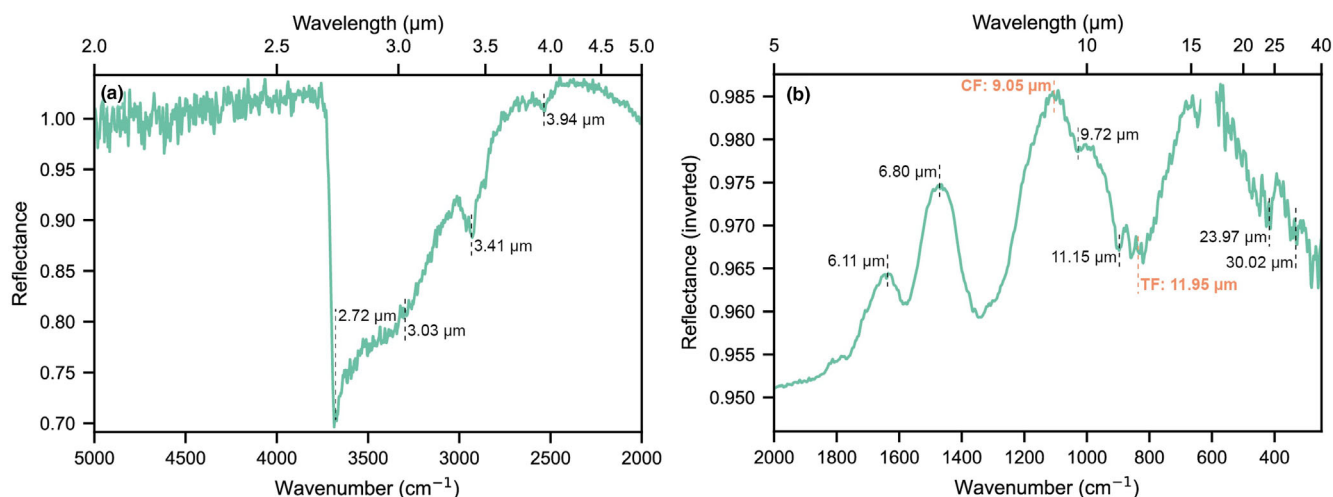 Wavelength (µm)
2.0 2.5 3.0 3.5 4.0 4.5 5.0
(a)
1.00
0.95
0.90
0.85
0.80
0.75
0.70
Reflectance
3.94 µm
3.41 µm
2.72 µm
3.03 µm
5000 4500 4000 3500 3000 2500 2000
Wavenumber (cm−1)
Wavelength (µm)
5 10 15 20 25 40
(b)
0.985
0.980
0.975
0.970
0.965
0.960
0.955
0.950
Reflectance (inverted)
CF: 9.05 µm
9.72 µm
6.80 µm
6.11 µm
11.15 µm
23.97 µm
30.02 µm
TF: 11.95 µm
2000 1800 1600 1400 1200 1000 800 600 400
Wavenumber (cm−1)